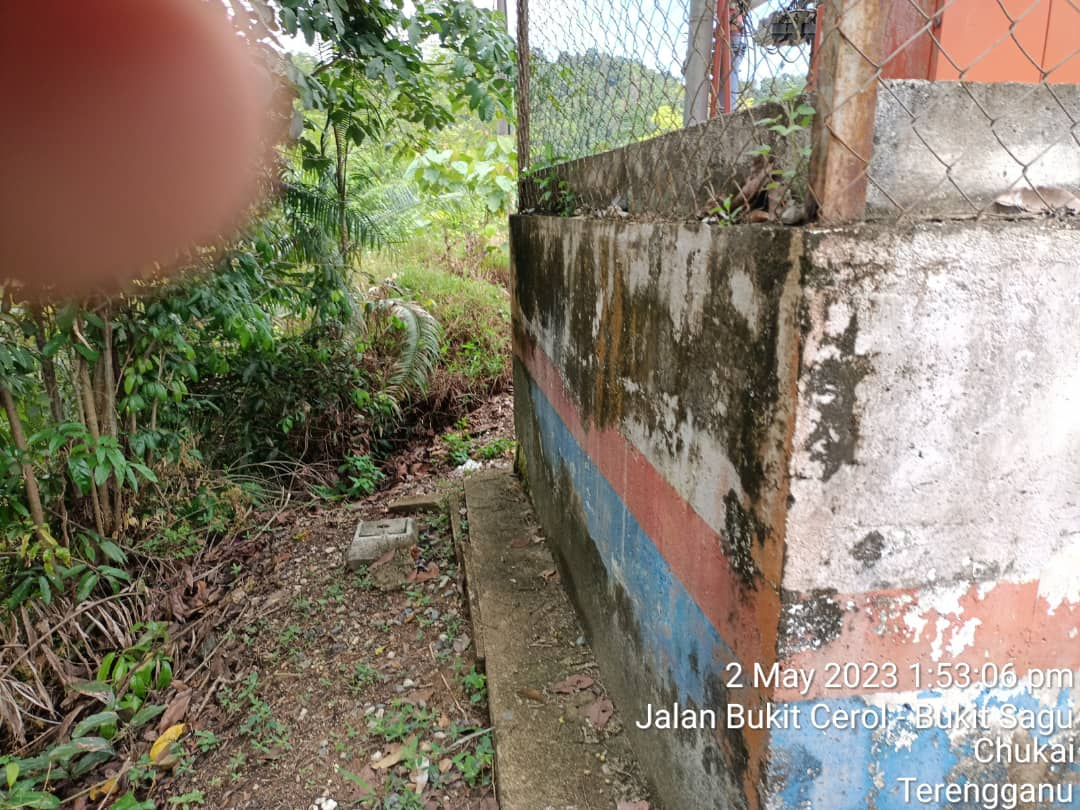 2 May 2023 1:53:06 pm
Jalan Bukit Cerol - Bukit Sagu
Chukai
Terengganu